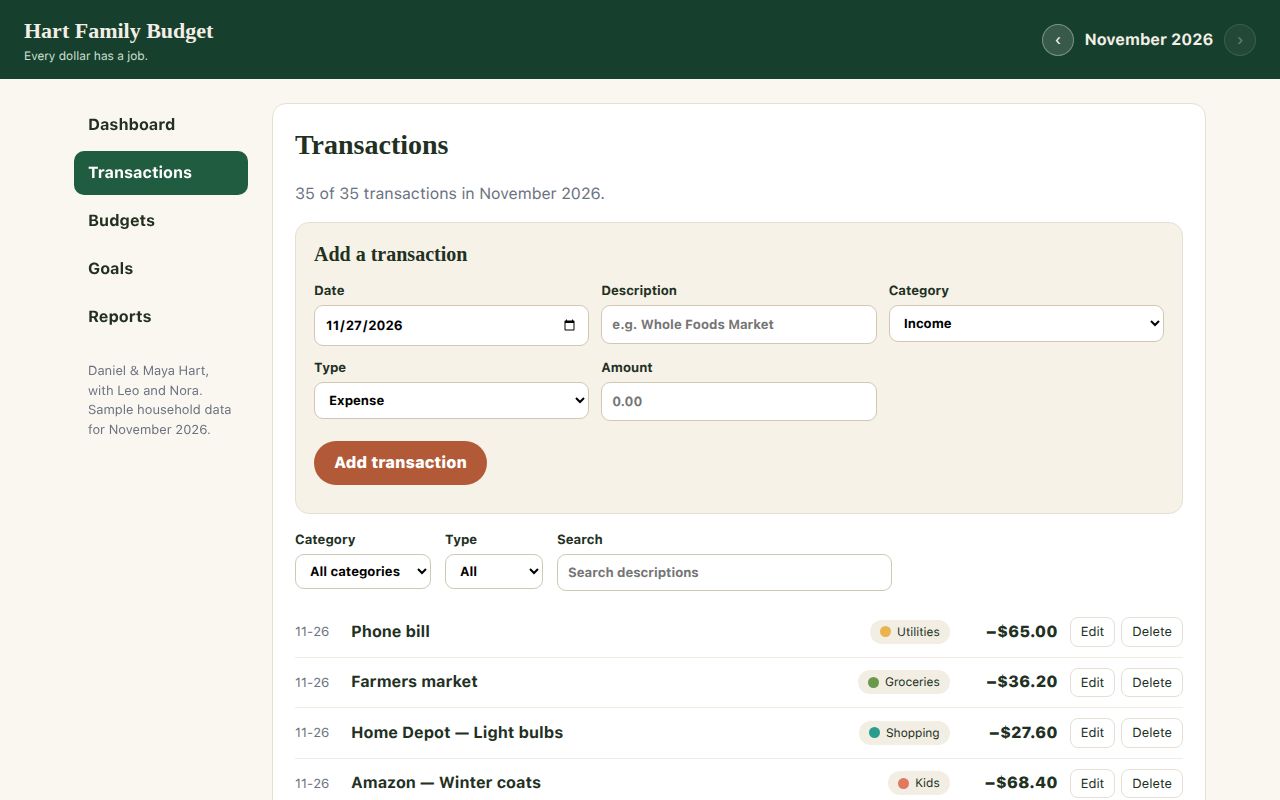 Hart Family Budget
Every dollar has a job.
‹ November 2026 ›
Dashboard
Transactions
Budgets
Goals
Reports
Daniel & Maya Hart,
with Leo and Nora.
Sample household data
for November 2026.
Transactions
35 of 35 transactions in November 2026.
Add a transaction
Date Description Category
11/27/2026 e.g. Whole Foods Market Income
Type Amount
Expense 0.00
Add transaction
Category Type Search
All categories All Search descriptions
11-26 Phone bill Utilities –$65.00 Edit Delete
11-26 Farmers market Groceries –$36.20 Edit Delete
11-26 Home Depot — Light bulbs Shopping –$27.60 Edit Delete
11-26 Amazon — Winter coats Kids –$68.40 Edit Delete